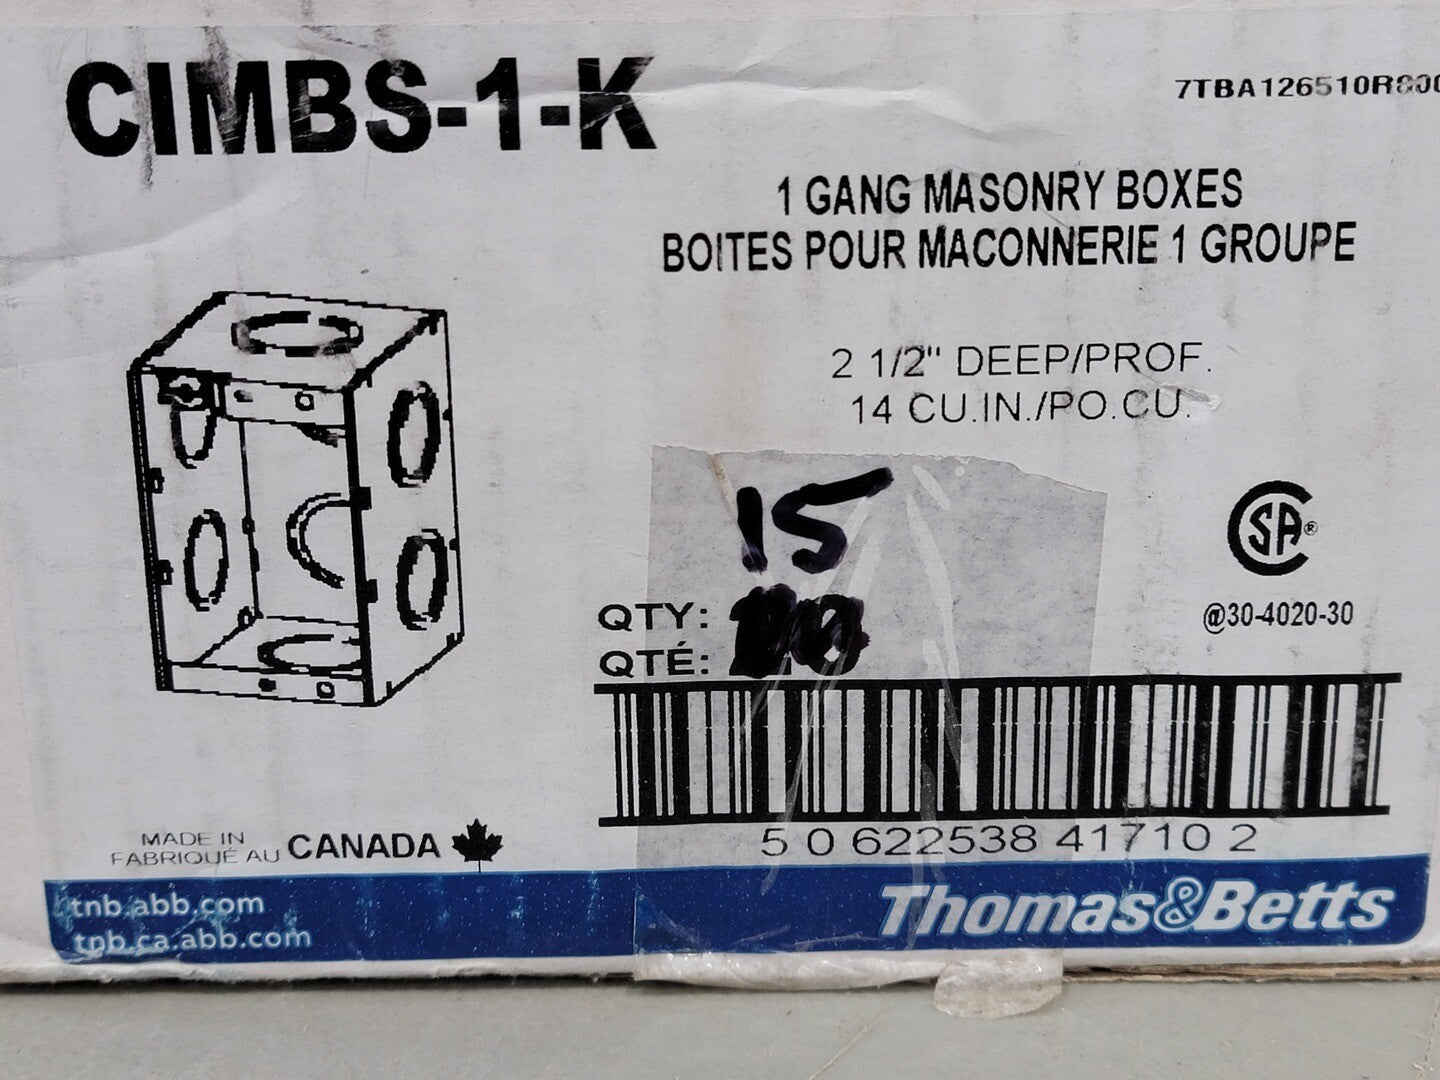 CIMBS-1-K
1 GANG MASONRY BOXES
BOITES POUR MACONNERIE 1 GROUPE
2 1/2" DEEP/PROF.
14 CU.IN./PO.CU.
15
QTY:
QTÉ:
CSA®
@30-4020-30
5 0 622538 41710 2
MADE IN
FABRIQUÉ AU CANADA
tnb.abb.com
tnb.ca.abb.com
Thomas&Betts